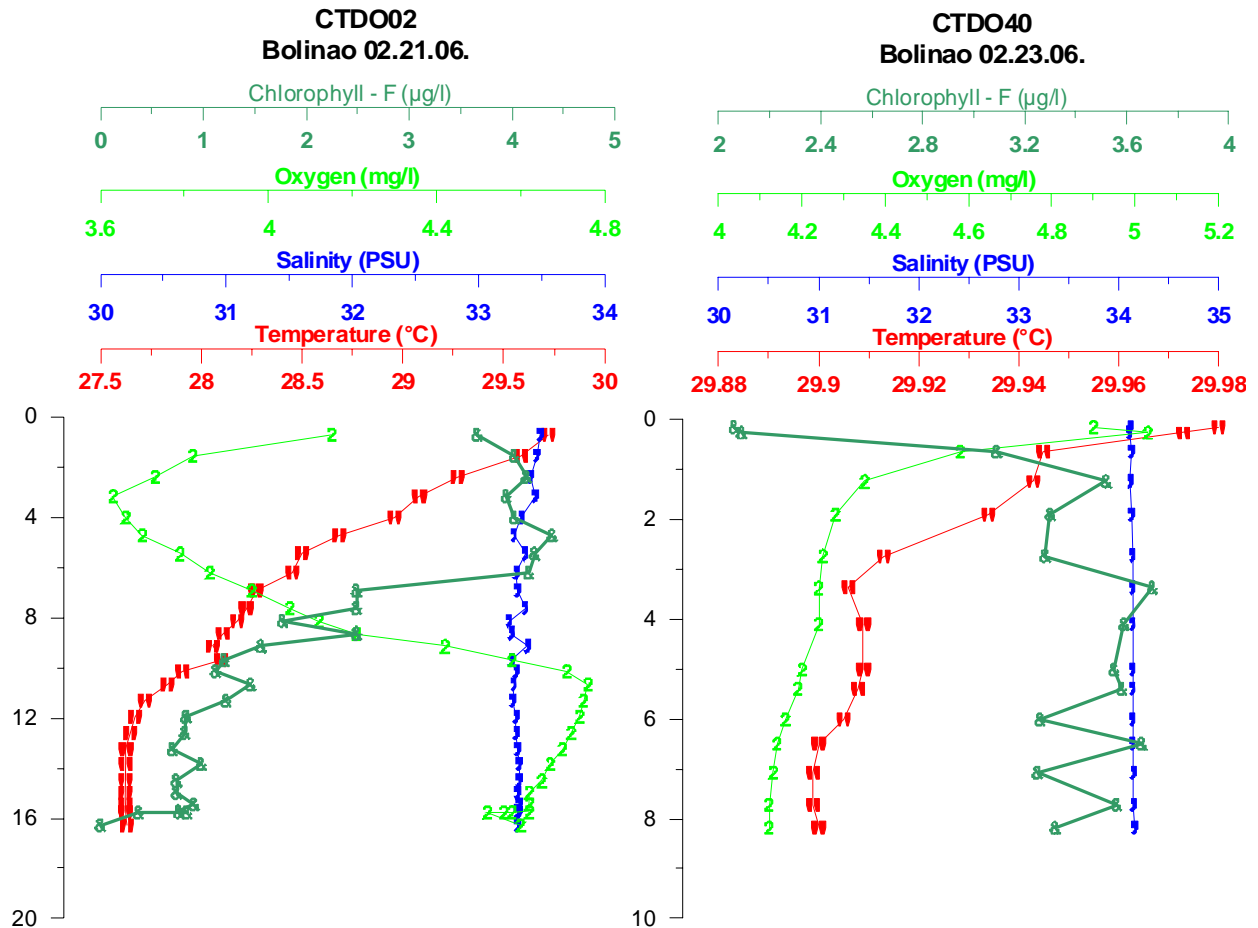 CTDO02
Bolinao 02.21.06.
Chlorophyll - F (µg/l)
0 1 2 3 4 5
Oxygen (mg/l)
3.6 4 4.4 4.8
Salinity (PSU)
30 31 32 33 34
Temperature (°C)
27.5 28 28.5 29 29.5 30
0
4
8
12
16
20
CTDO40
Bolinao 02.23.06.
Chlorophyll - F (µg/l)
2 2.4 2.8 3.2 3.6 4
Oxygen (mg/l)
4 4.2 4.4 4.6 4.8 5 5.2
Salinity (PSU)
30 31 32 33 34 35
Temperature (°C)
29.88 29.9 29.92 29.94 29.96 29.98
0
2
4
6
8
10